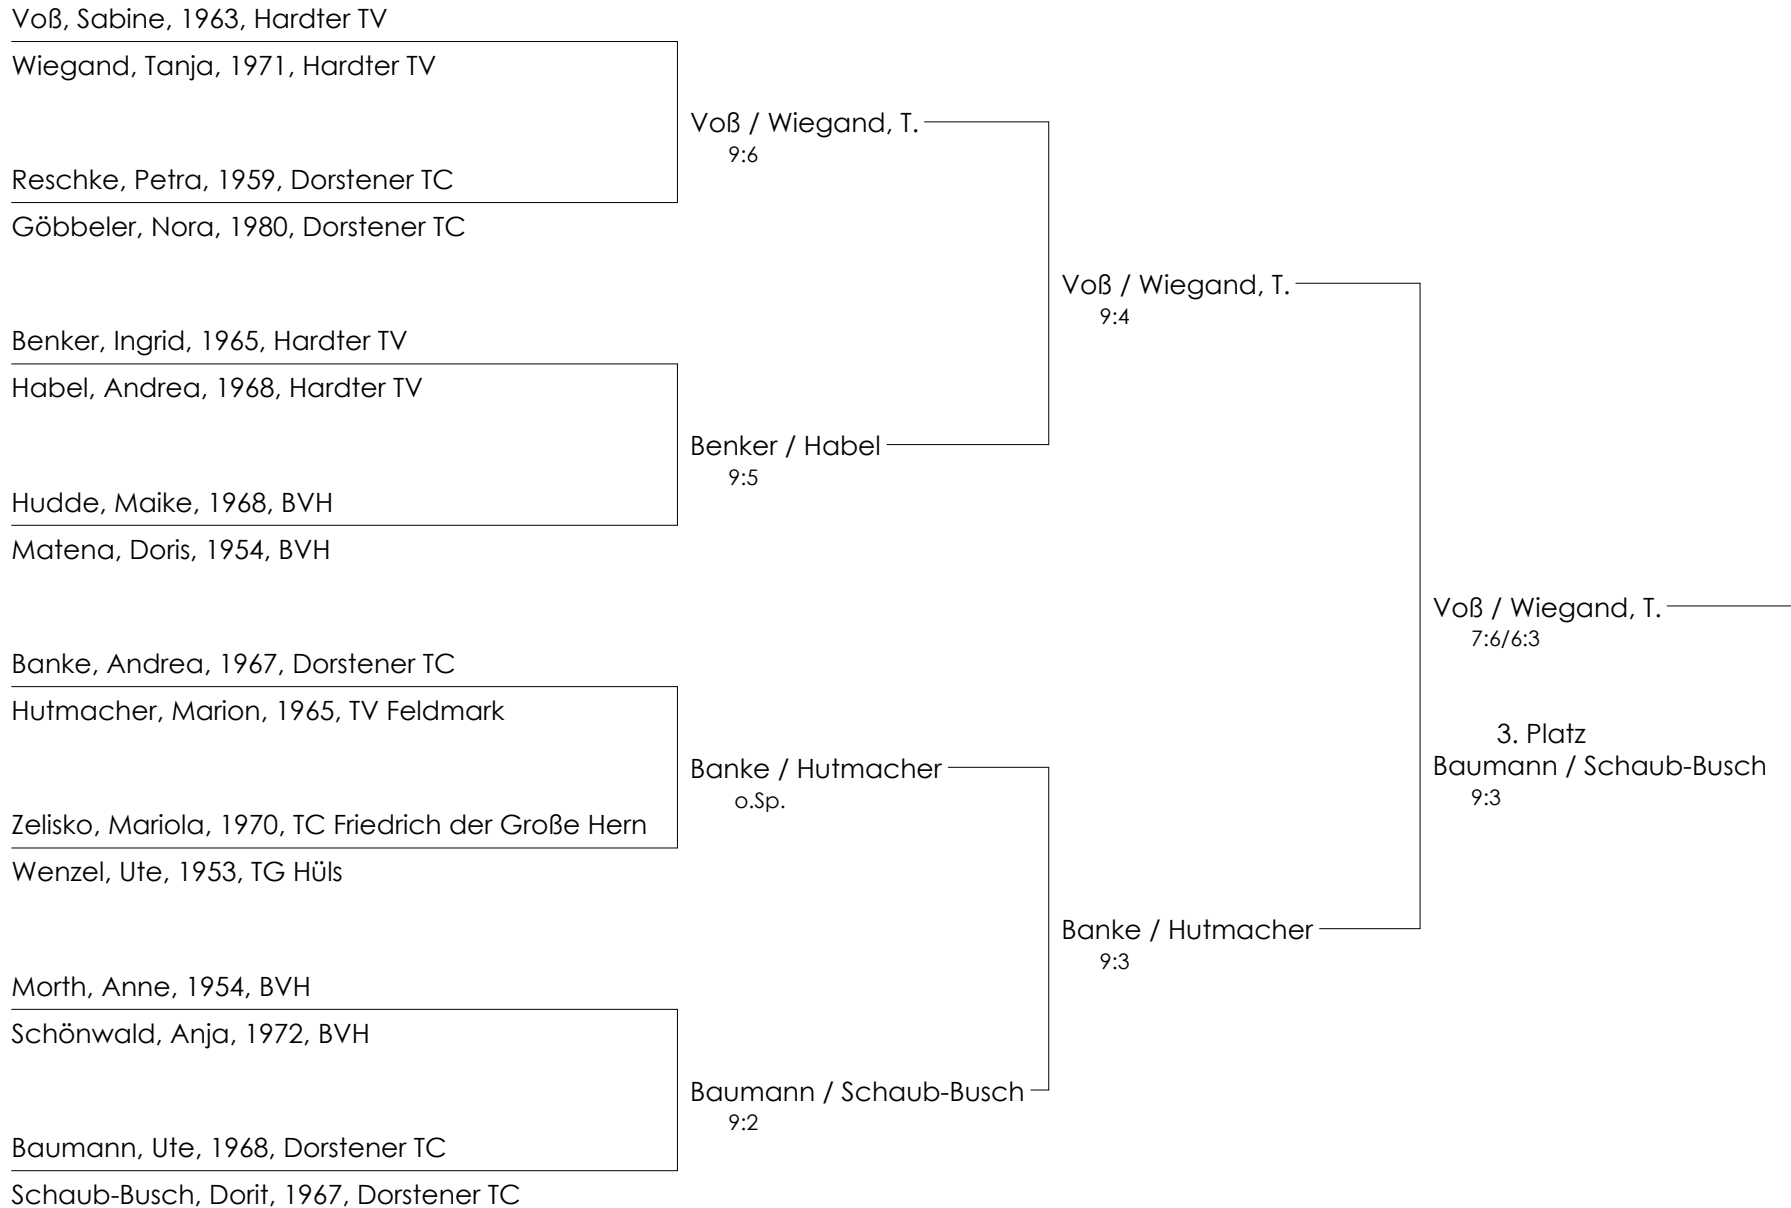 Voß, Sabine, 1963, Hardter TV
Wiegand, Tanja, 1971, Hardter TV
Voß / Wiegand, T.
9:6
Reschke, Petra, 1959, Dorstener TC
Göbbeler, Nora, 1980, Dorstener TC
Voß / Wiegand, T.
9:4
Benker, Ingrid, 1965, Hardter TV
Habel, Andrea, 1968, Hardter TV
Benker / Habel
9:5
Hudde, Maike, 1968, BVH
Matena, Doris, 1954, BVH
Voß / Wiegand, T.
7:6/6:3
Banke, Andrea, 1967, Dorstener TC
Hutmacher, Marion, 1965, TV Feldmark
3. Platz
Baumann / Schaub-Busch
9:3
Banke / Hutmacher
o.Sp.
Zelisko, Mariola, 1970, TC Friedrich der Große Hern
Wenzel, Ute, 1953, TG Hüls
Banke / Hutmacher
9:3
Morth, Anne, 1954, BVH
Schönwald, Anja, 1972, BVH
Baumann / Schaub-Busch
9:2
Baumann, Ute, 1968, Dorstener TC
Schaub-Busch, Dorit, 1967, Dorstener TC